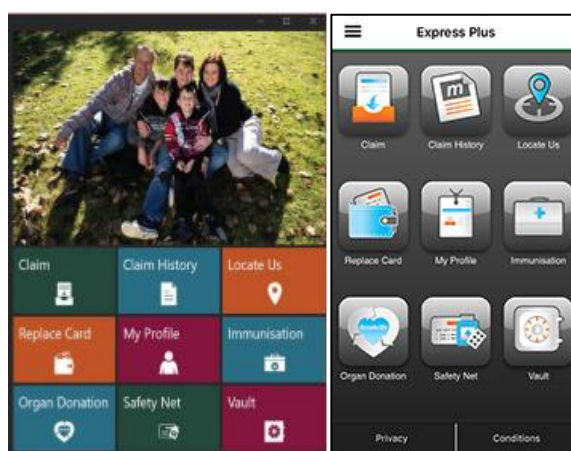 Claim
Claim History
Locate Us
Replace Card
My Profile
Immunisation
Organ Donation
Safety Net
Vault
Express Plus
Claim
Claim History
Locate Us
Replace Card
My Profile
Immunisation
Organ Donation
Safety Net
Vault
Privacy
Conditions